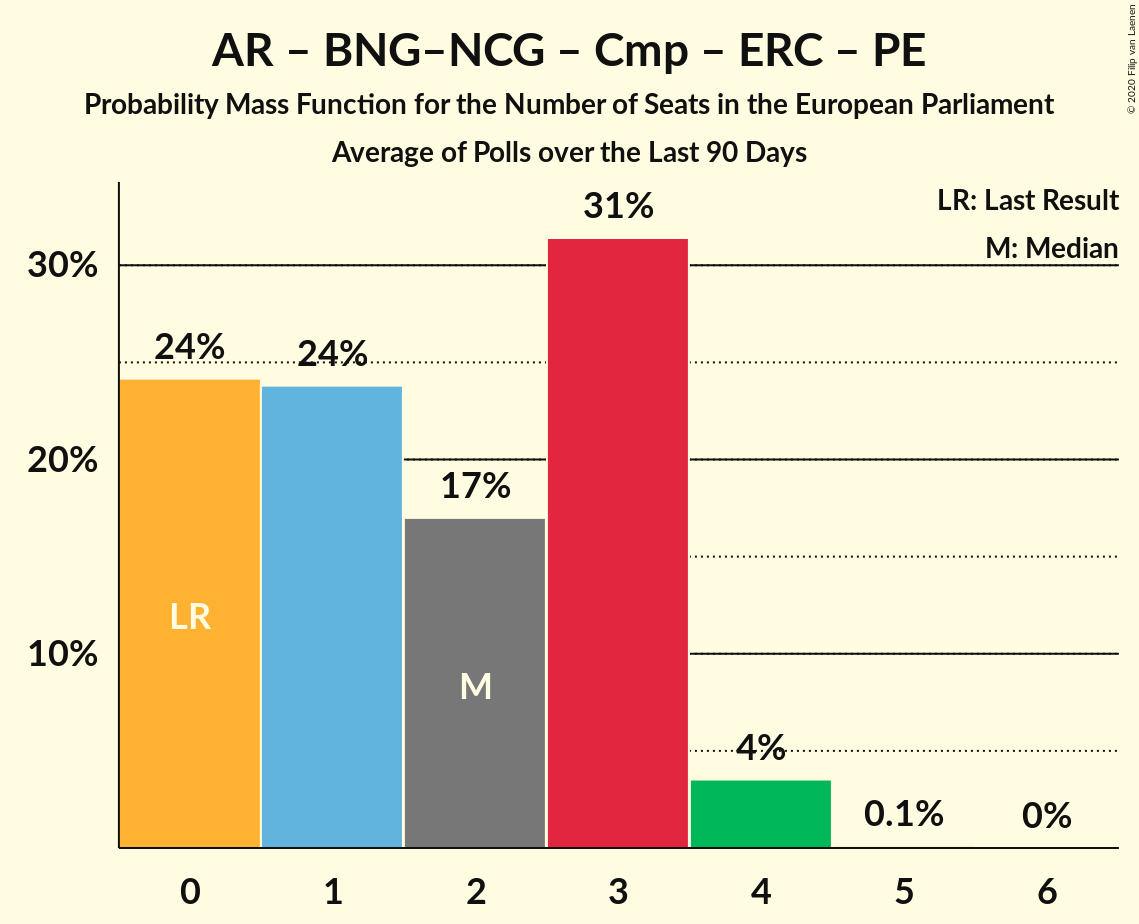 AR – BNG–NCG – Cmp – ERC – PE
Probability Mass Function for the Number of Seats in the European Parliament
Average of Polls over the Last 90 Days
© 2020 Filip van Laenen
LR: Last Result
M: Median
31%
30%
24%
24%
20%
17%
LR
M
10%
4%
0.1%
0%
0
1
2
3
4
5
6